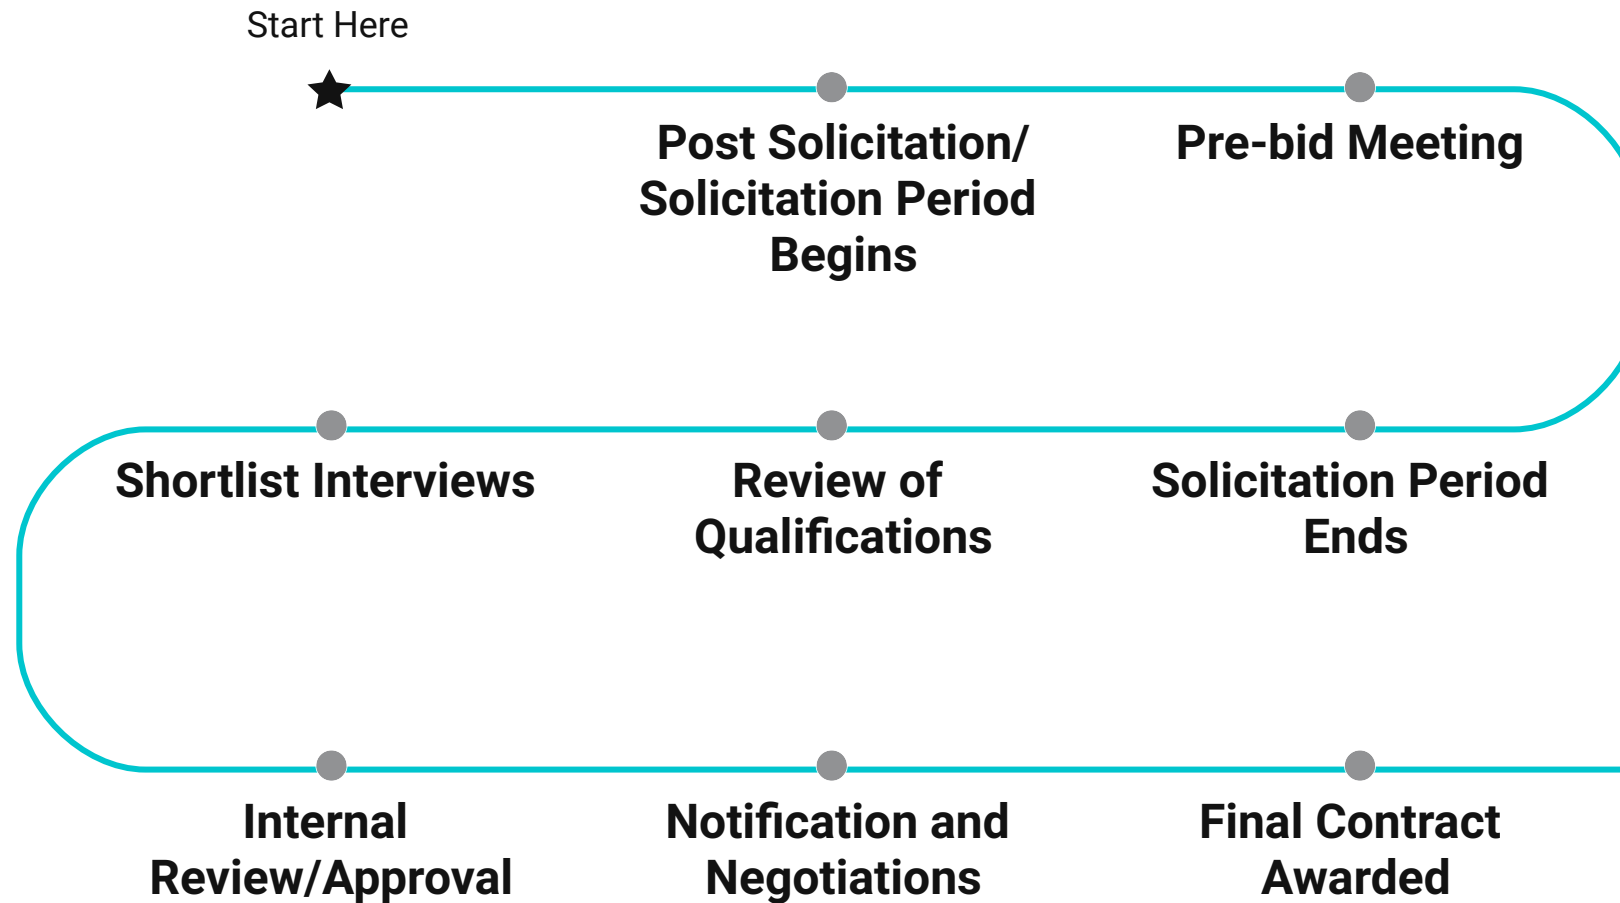 Start Here
Post Solicitation/
Solicitation Period
Begins
Pre-bid Meeting
Shortlist Interviews
Review of
Qualifications
Solicitation Period
Ends
Internal
Review/Approval
Notification and
Negotiations
Final Contract
Awarded